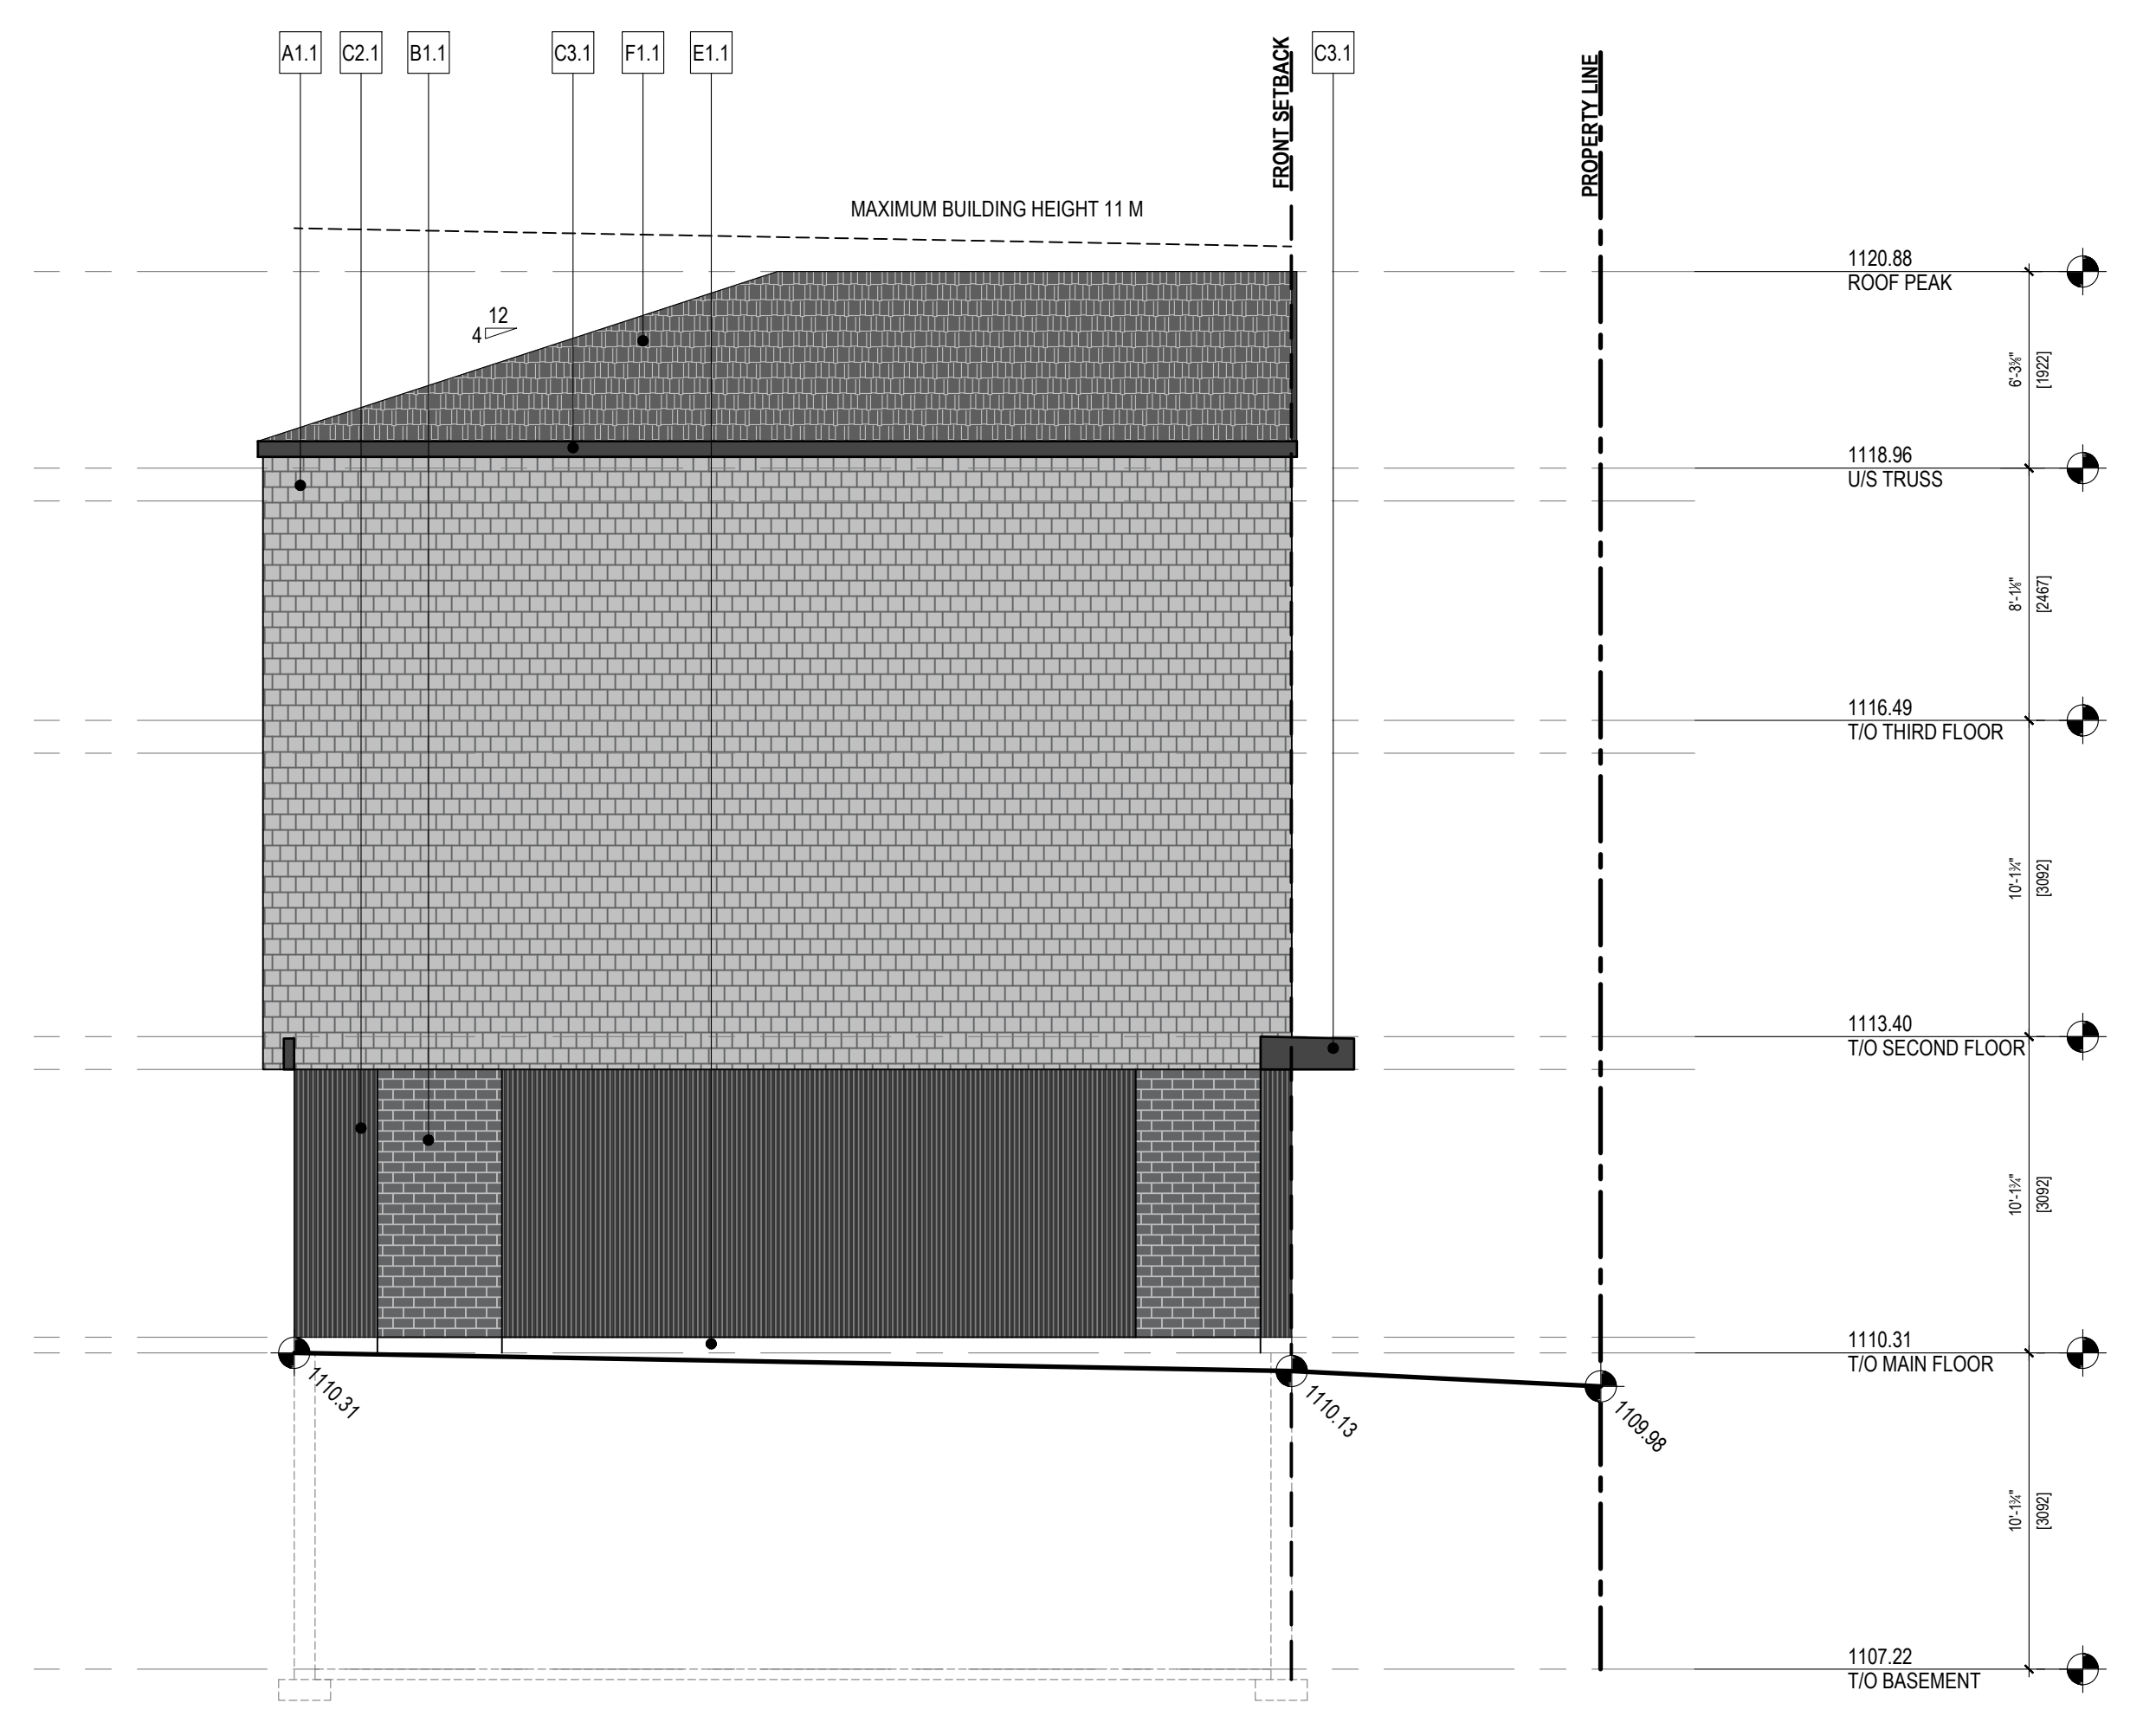 A1.1
C2.1
B1.1
C3.1
F1.1
E1.1
C3.1
FRONT SETBACK
PROPERTY LINE
MAXIMUM BUILDING HEIGHT 11 M
12
4
1120.88
ROOF PEAK
6'-3⅝"
[1922]
1118.96
U/S TRUSS
8'-1⅛"
[2467]
1116.49
T/O THIRD FLOOR
10'-1¾"
[3092]
1113.40
T/O SECOND FLOOR
10'-1¾"
[3092]
1110.31
T/O MAIN FLOOR
1110.31
1110.13
1109.98
10'-1¾"
[3092]
1107.22
T/O BASEMENT